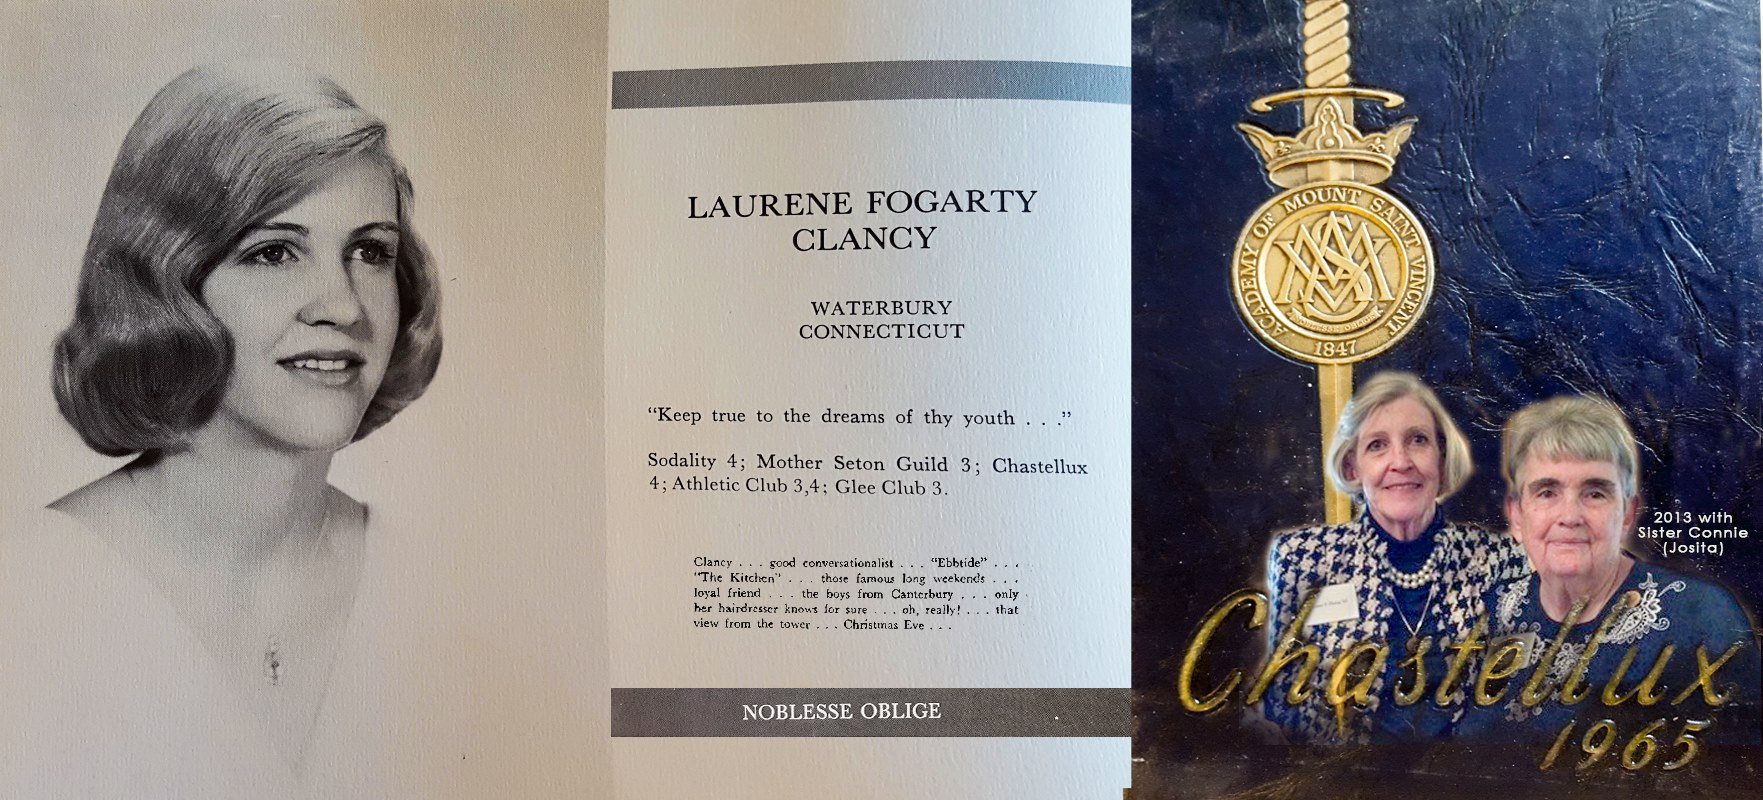 LAURENE FOGARTY
CLANCY
WATERBURY
CONNECTICUT
“Keep true to the dreams of thy youth . . .”
Sodality 4; Mother Seton Guild 3; Chastellux
4; Athletic Club 3,4; Glee Club 3.
Clancy . . . good conversationalist . . . “Ebbtide” . . .
“The Kitchen” . . . those famous long weekends . . .
loyal friend . . . the boys from Canterbury . . . only
her hairdresser knows for sure . . . oh, really! . . . that
view from the tower . . . Christmas Eve . . .
NOBLESSE OBLIGE
ACADEMY OF MOUNT SAINT VINCENT
1847
2013 with
Sister Connie
(Josita)
Chastellux
1965